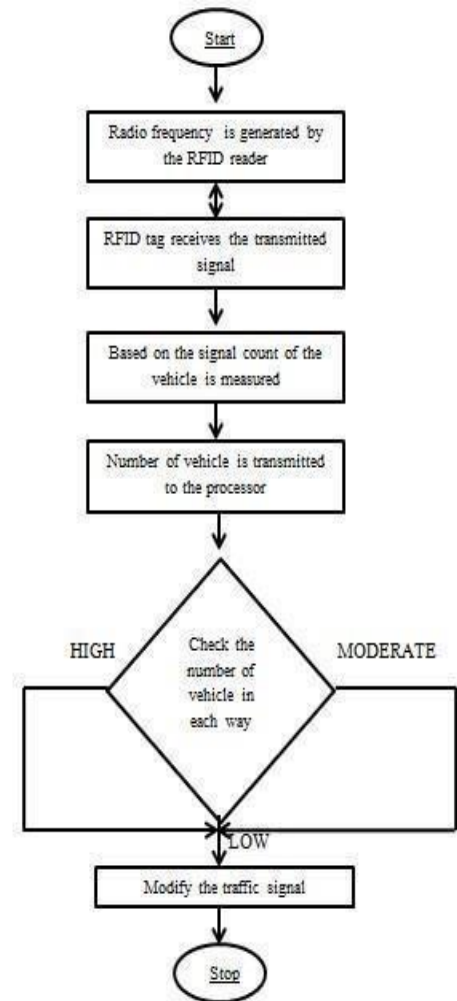 Start
Radio frequency is generated by
the RFID reader
RFID tag receives the transmitted
signal
Based on the signal count of the
vehicle is measured
Number of vehicle is transmitted
to the processor
Check the
number of
vehicle in
each way
HIGH
MODERATE
LOW
Modify the traffic signal
Stop